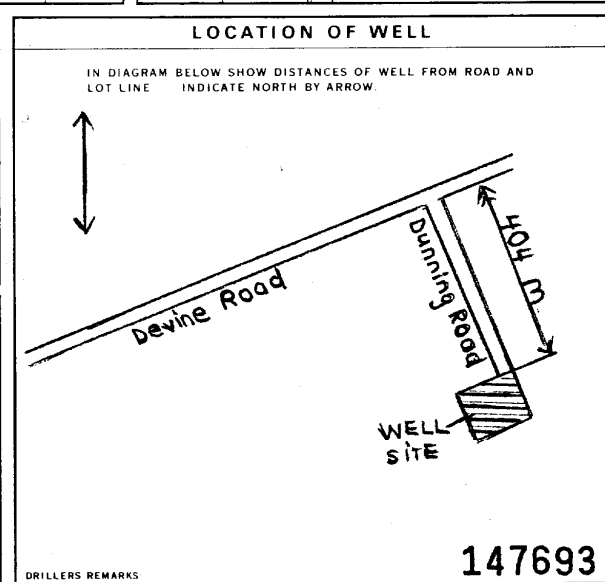 LOCATION OF WELL
IN DIAGRAM BELOW SHOW DISTANCES OF WELL FROM ROAD AND
LOT LINE INDICATE NORTH BY ARROW.
Devine Road
Dunning Road
404 M
WELL
SITE
DRILLERS REMARKS
147693